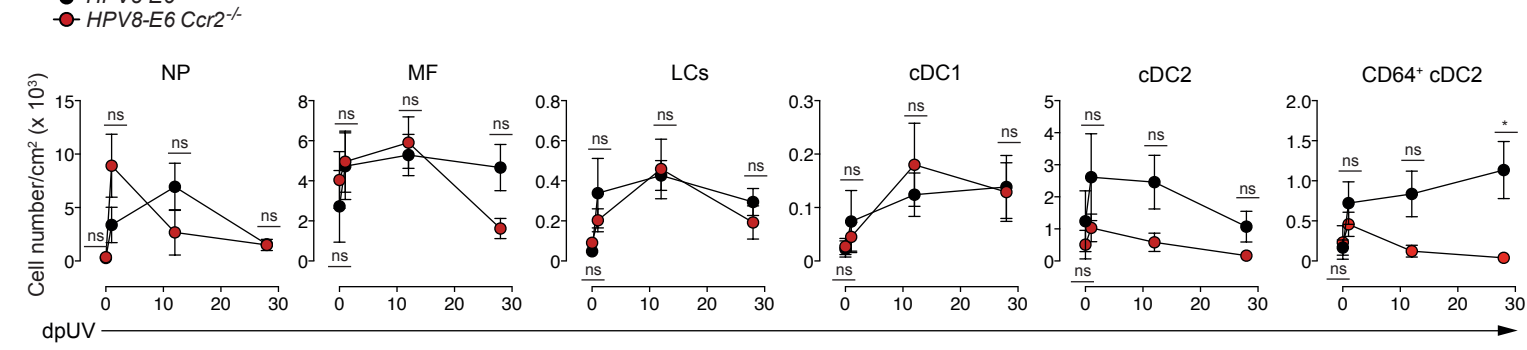 HPV8-E6
HPV8-E6 Ccr2-/-
NP MF LCs cDC1 cDC2 CD64+ cDC2
Cell number/cm2 (x 103)
15 10 5 0
ns ns ns ns
0 10 20 30
8 6 4 2 0
ns ns ns ns
0 10 20 30
0.8 0.6 0.4 0.2 0
ns ns ns ns
0 10 20 30
0.3 0.2 0.1 0
ns ns ns ns
0 10 20 30
5 4 3 2 1 0
ns ns ns ns
0 10 20 30
2.0 1.5 1.0 0.5 0
ns ns ns *
0 10 20 30
dpUV